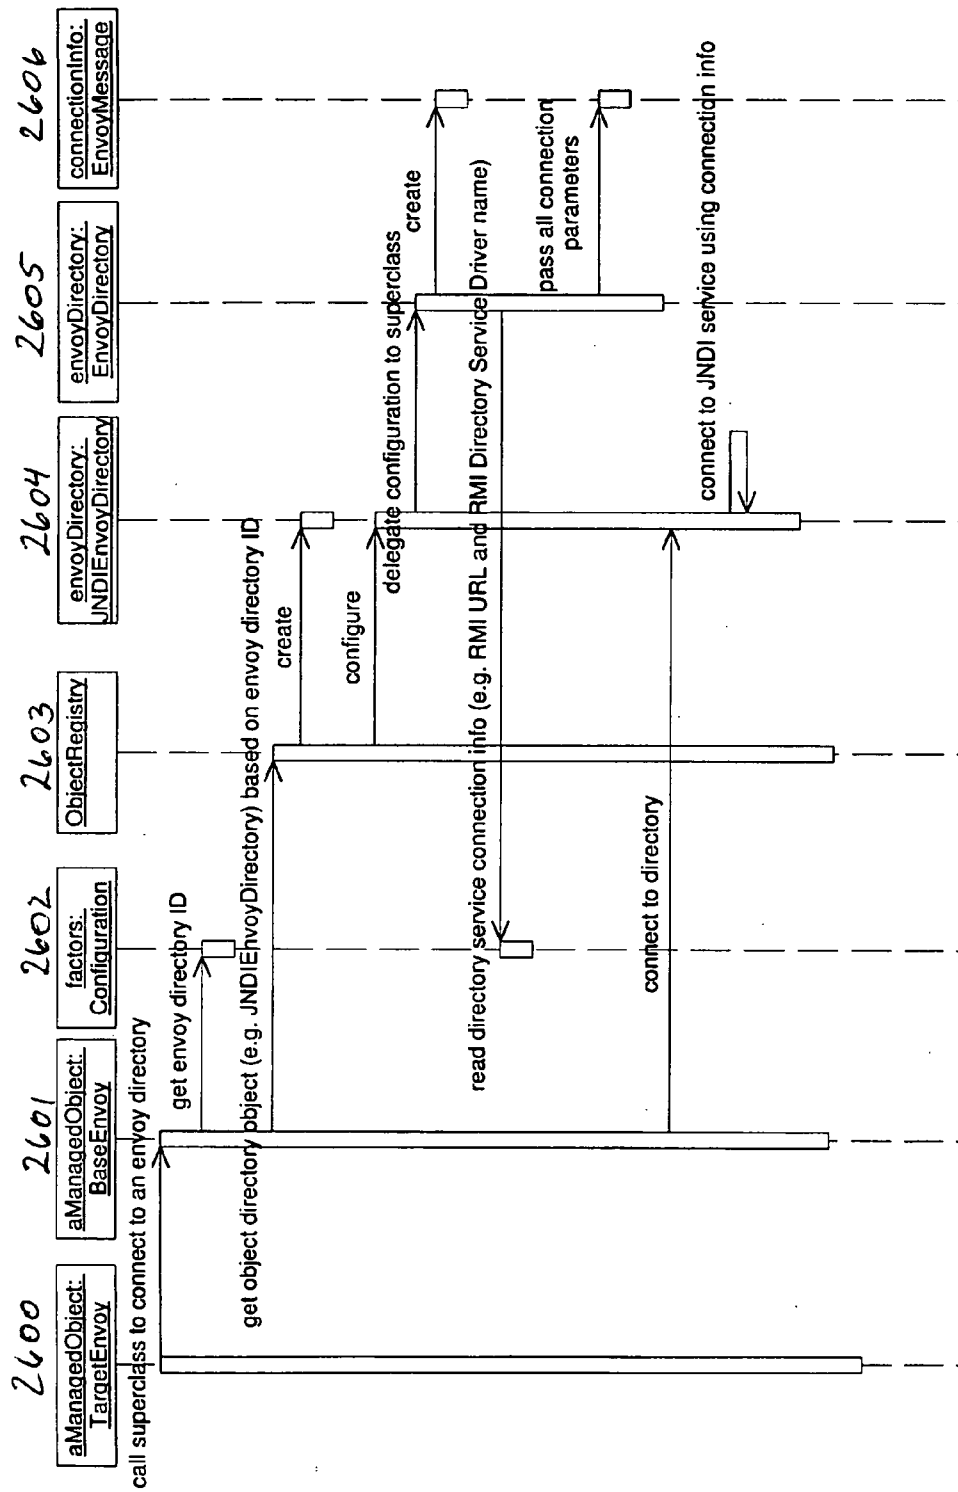 2600
aManagedObject:
TargetEnvoy
2601
aManagedObject:
BaseEnvoy
2602
factors:
Configuration
2603
ObjectRegistry
2604
envoyDirectory:
JNDIEnvoyDirectory
2605
envoyDirectory:
EnvoyDirectory
2606
connectionInfo:
EnvoyMessage
call superclass to connect to an envoy directory
get envoy directory ID
get object directory object (e.g. JNDIEnvoyDirectory) based on envoy directory ID
create
configure
delegate configuration to superclass
create
read directory service connection info (e.g. RMI URL and RMI Directory Service Driver name)
pass all connection
parameters
connect to directory
connect to JNDI service using connection info